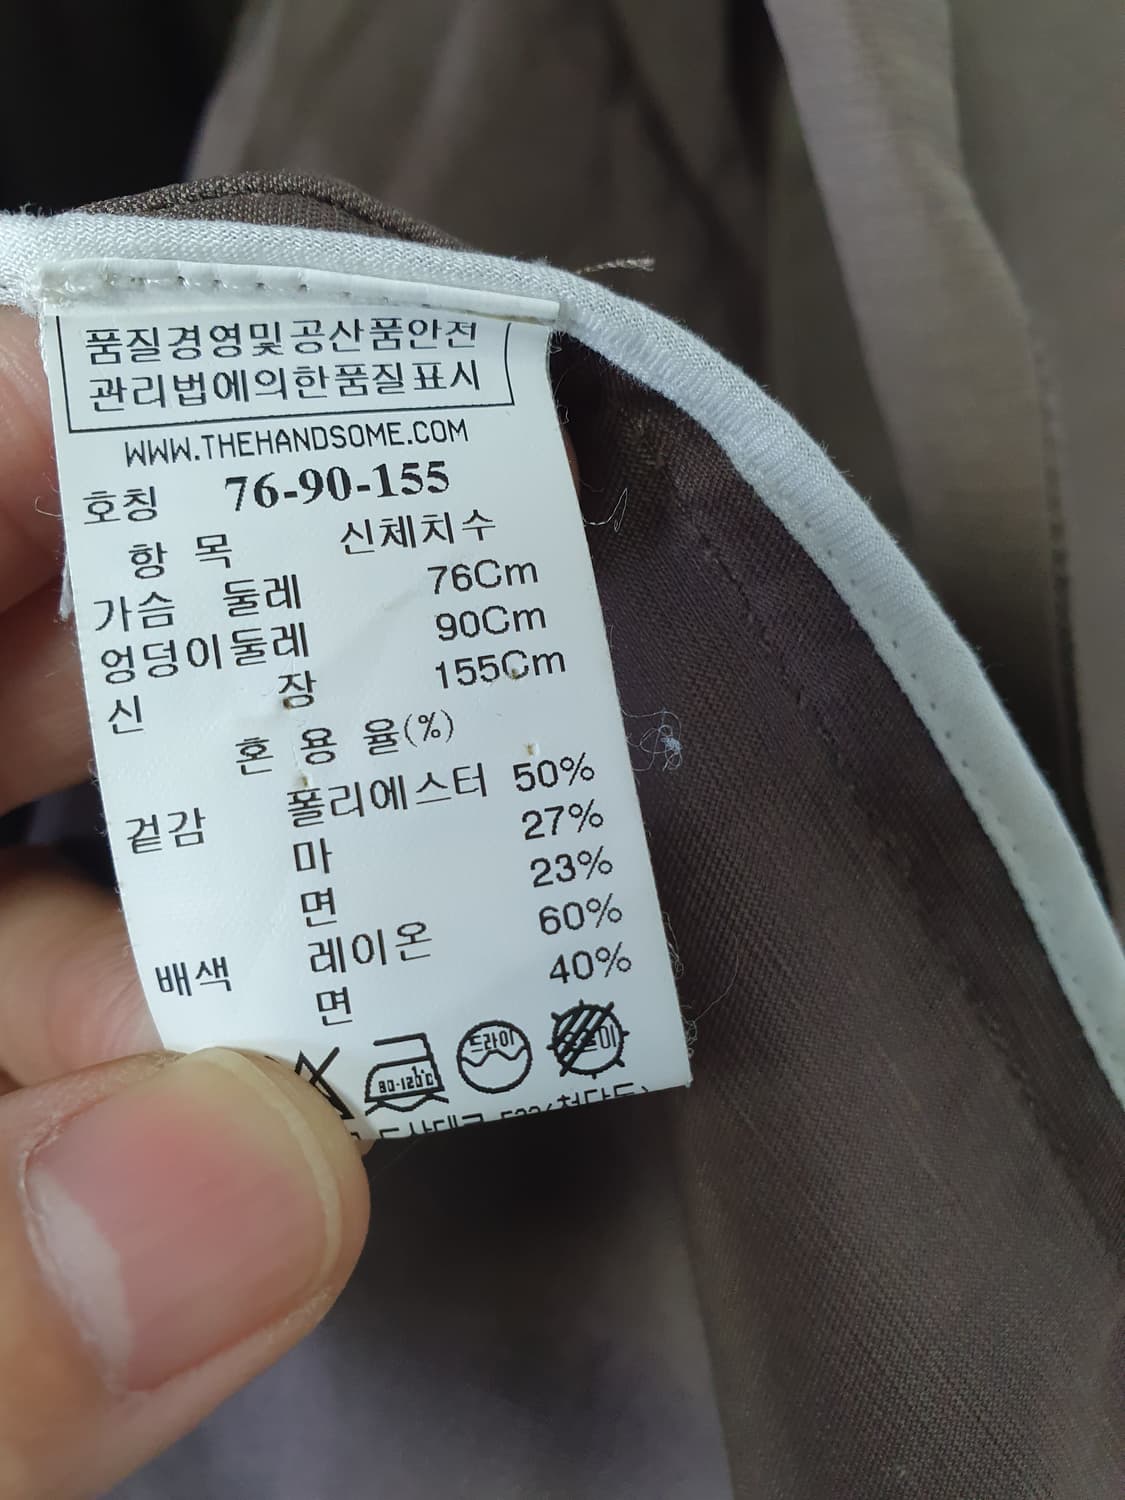 품질경영및공산품안전
관리법에의한품질표시
WWW.THEHANDSOME.COM
호칭 76-90-155
항 목 신체치수
가슴 둘레 76Cm
엉덩이둘레 90Cm
신 장 155Cm
혼 용 율(%)
겉감 폴리에스터 50%
마 27%
면 23%
배색 레이온 60%
면 40%
80-120℃ 드라이